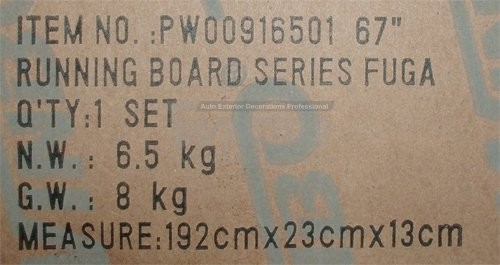 ITEM NO. :PW00916501 67"
RUNNING BOARD SERIES FUGA
Auto Exterior Decorations Professional
Q'TY:1 SET
N.W.: 6.5 kg
G.W.: 8 kg
MEASURE:192cmx23cmx13cm